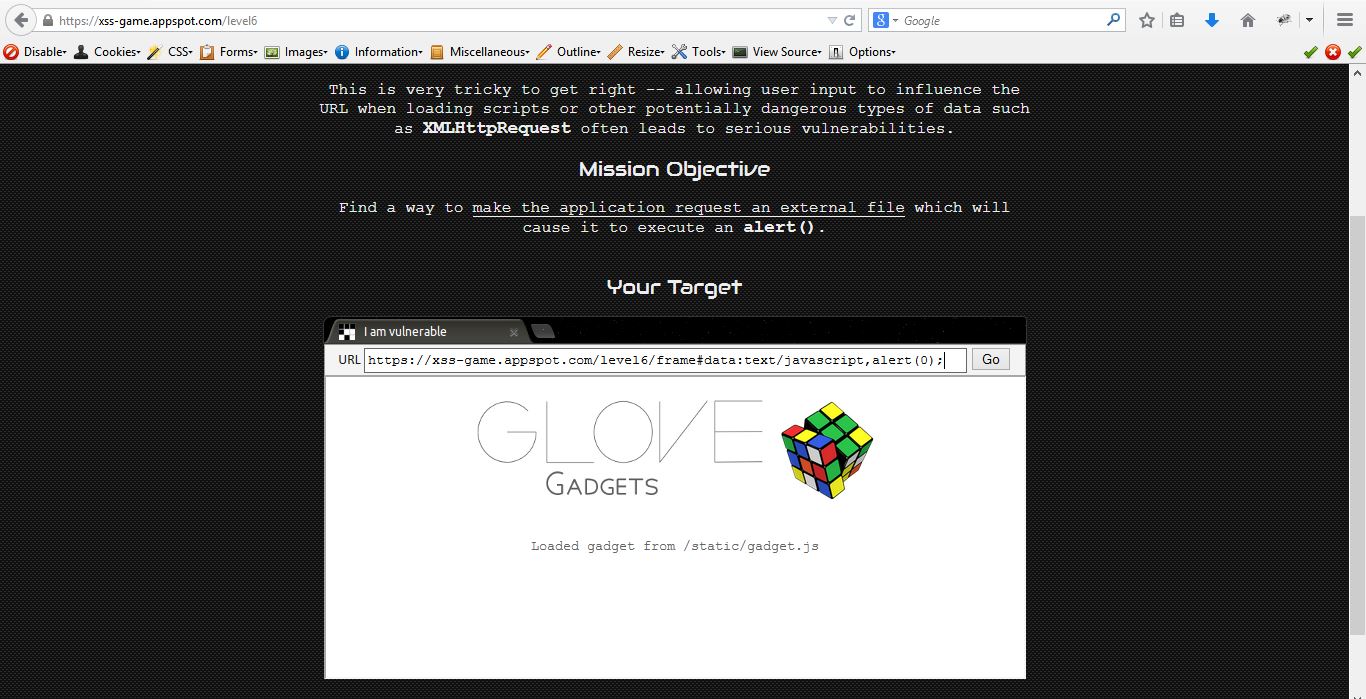 https://xss-game.appspot.com/level6
8 Google
Disable Cookies CSS Forms Images Information Miscellaneous Outline Resize Tools View Source Options
This is very tricky to get right -- allowing user input to influence the
URL when loading scripts or other potentially dangerous types of data such
as XMLHttpRequest often leads to serious vulnerabilities.
Mission Objective
Find a way to make the application request an external file which will
cause it to execute an alert().
Your Target
I am vulnerable
URL https://xss-game.appspot.com/level6/frame#data:text/javascript,alert(0); Go
GLOVE
GADGETS
Loaded gadget from /static/gadget.js